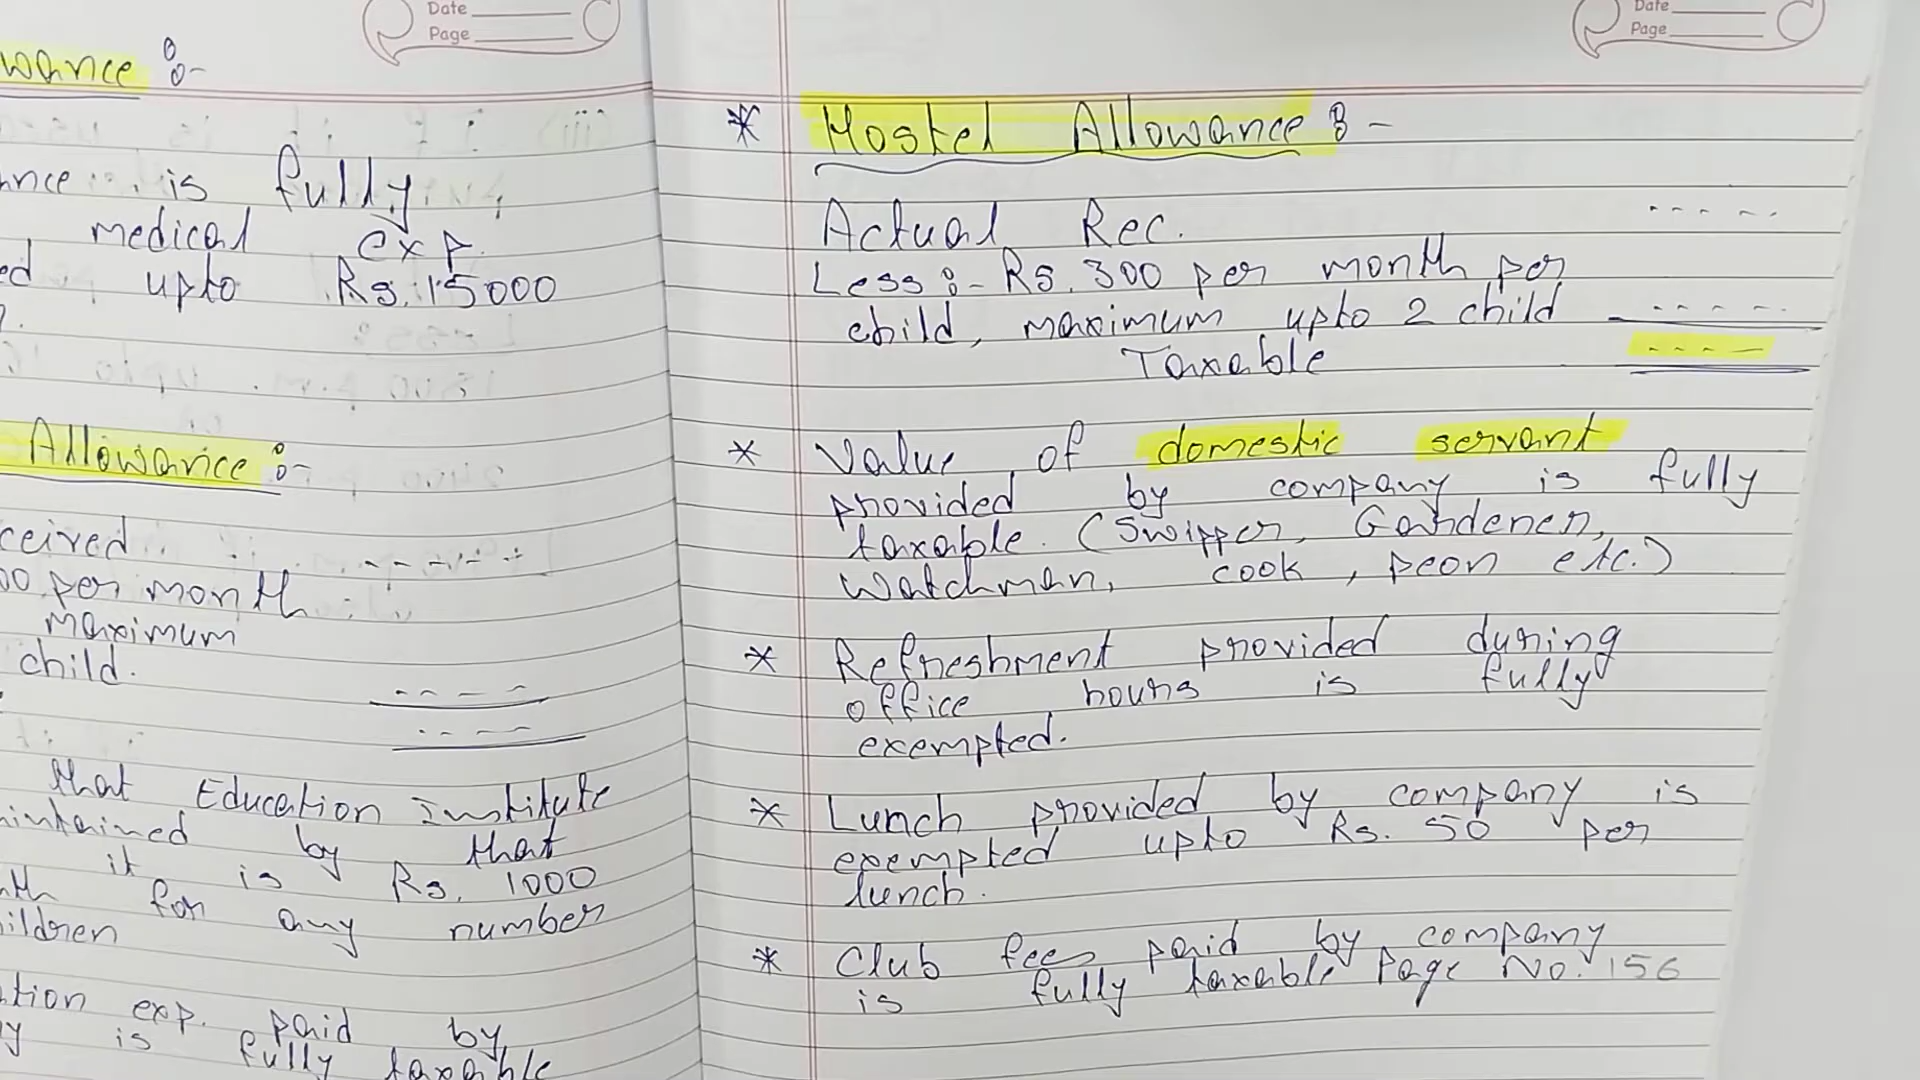 Date
Page
wance :-
nce is fully
medical exp.
ed upto Rs. 15000
Allowance :-
ceived
00 per month
maximum
child.
that Education Institute
maintained by that
it is Rs. 1000
nth for any number
ildren
ation exp. paid by
y is fully taxable
Date
Page
* Hostel Allowance :-
Actual Rec.
Less :- Rs. 300 per month per
child, maximum upto 2 child
Taxable
* Value of domestic servant
provided by company is fully
taxable. (Swipper, Gardener,
Watchman, cook, peon etc.)
* Refreshment provided during
office hours is fully
exempted.
* Lunch provided by company is
exempted upto Rs. 50 per
lunch.
* Club fees paid by company
is fully taxable Page No. 156